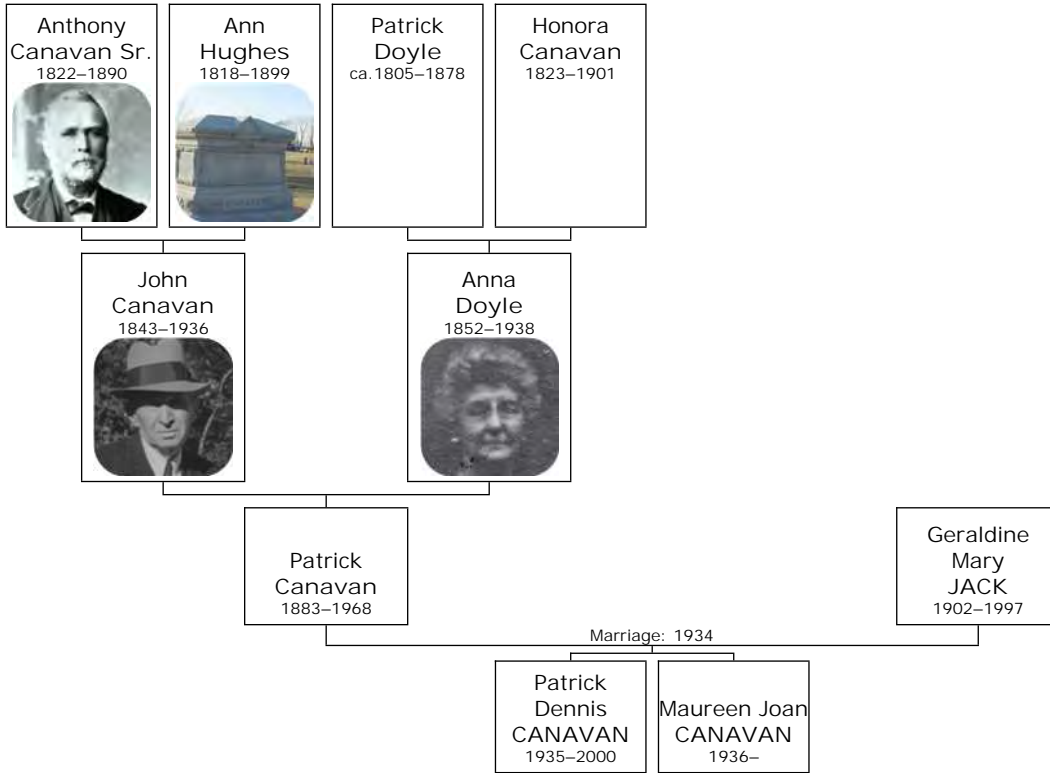 Anthony
Canavan Sr.
1822–1890
Ann
Hughes
1818–1899
Patrick
Doyle
ca.1805–1878
Honora
Canavan
1823–1901
John
Canavan
1843–1936
Anna
Doyle
1852–1938
Patrick
Canavan
1883–1968
Geraldine
Mary
JACK
1902–1997
Marriage: 1934
Patrick
Dennis
CANAVAN
1935–2000
Maureen Joan
CANAVAN
1936–